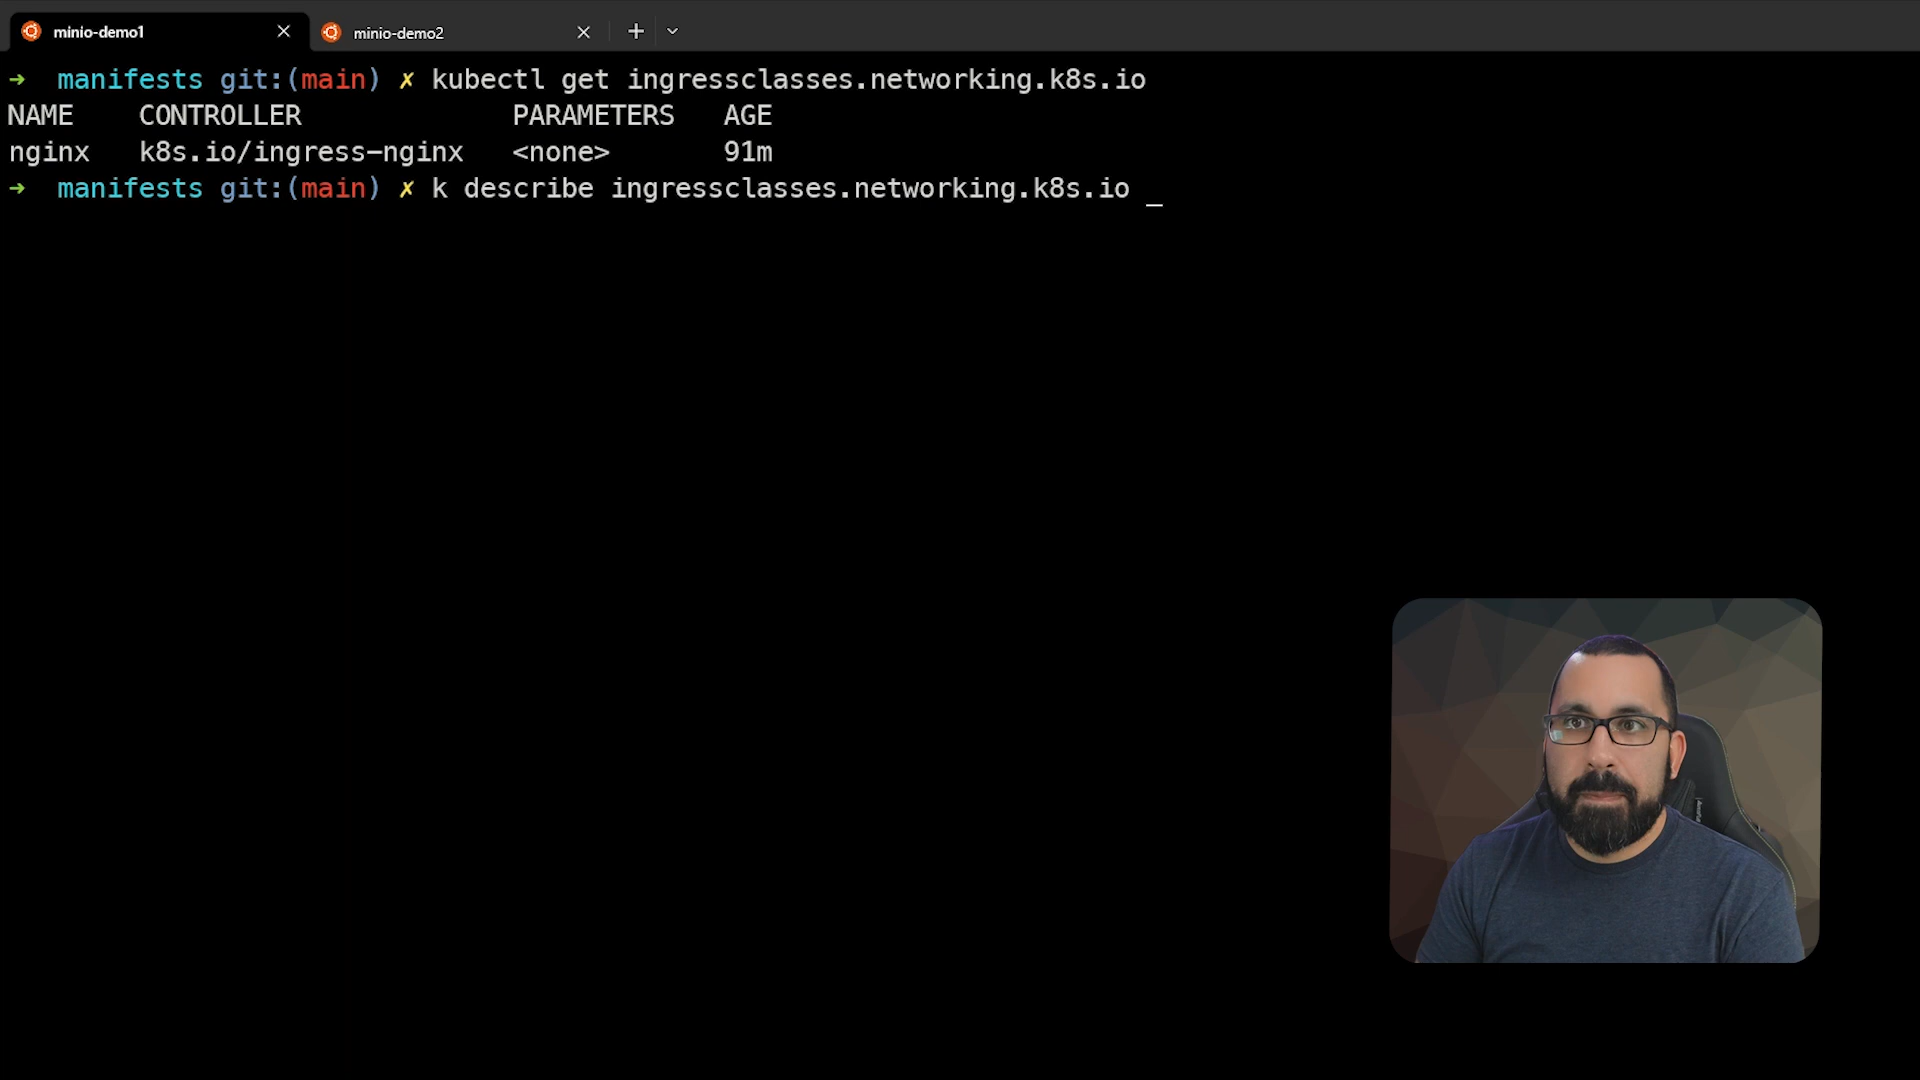 minio-demo1
minio-demo2
➜ manifests git:(main) ✗ kubectl get ingressclasses.networking.k8s.io
NAME CONTROLLER PARAMETERS AGE
nginx k8s.io/ingress-nginx <none> 91m
➜ manifests git:(main) ✗ k describe ingressclasses.networking.k8s.io _